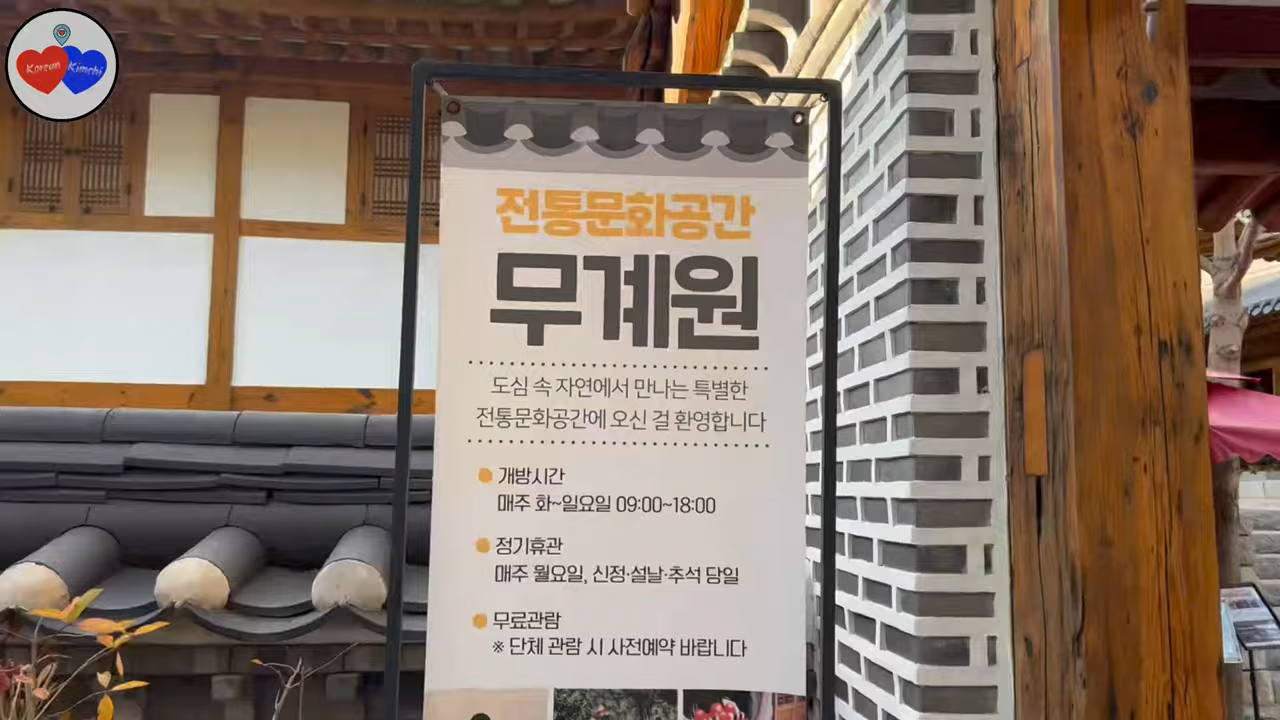 Korean Kimchi
전통문화공간
무계원
도심 속 자연에서 만나는 특별한
전통문화공간에 오신 걸 환영합니다
개방시간
매주 화~일요일 09:00~18:00
정기휴관
매주 월요일, 신정·설날·추석 당일
무료관람
※ 단체 관람 시 사전예약 바랍니다